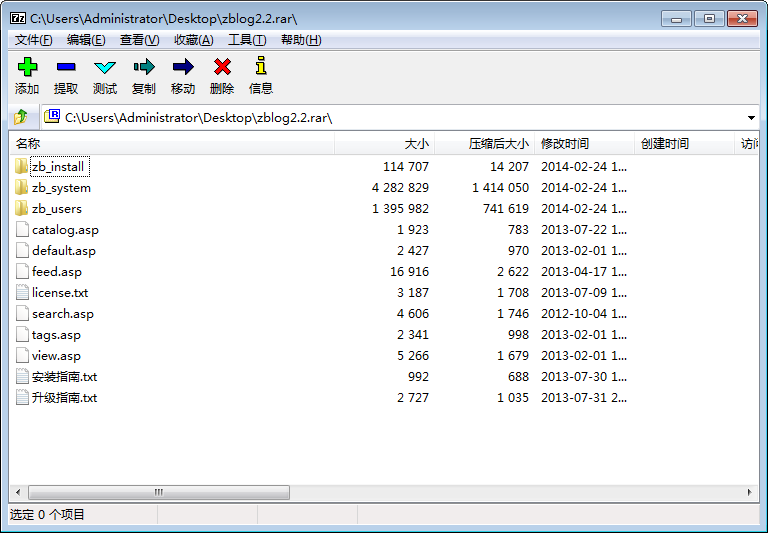 7z C:\Users\Administrator\Desktop\zblog2.2.rar\
文件(F) 编辑(E) 查看(V) 收藏(A) 工具(T) 帮助(H)
添加 提取 测试 复制 移动 删除 信息
C:\Users\Administrator\Desktop\zblog2.2.rar\
名称 大小 压缩后大小 修改时间 创建时间 访问
zb_install 114 707 14 207 2014-02-24 1...
zb_system 4 282 829 1 414 050 2014-02-24 1...
zb_users 1 395 982 741 619 2014-02-24 1...
catalog.asp 1 923 783 2013-07-22 1...
default.asp 2 427 970 2013-02-01 1...
feed.asp 16 916 2 622 2013-04-17 1...
license.txt 3 187 1 708 2013-07-09 1...
search.asp 4 606 1 746 2012-10-04 1...
tags.asp 2 341 998 2013-02-01 1...
view.asp 5 266 1 679 2013-02-01 1...
安装指南.txt 992 688 2013-07-30 1...
升级指南.txt 2 727 1 035 2013-07-31 2...
选定 0 个项目